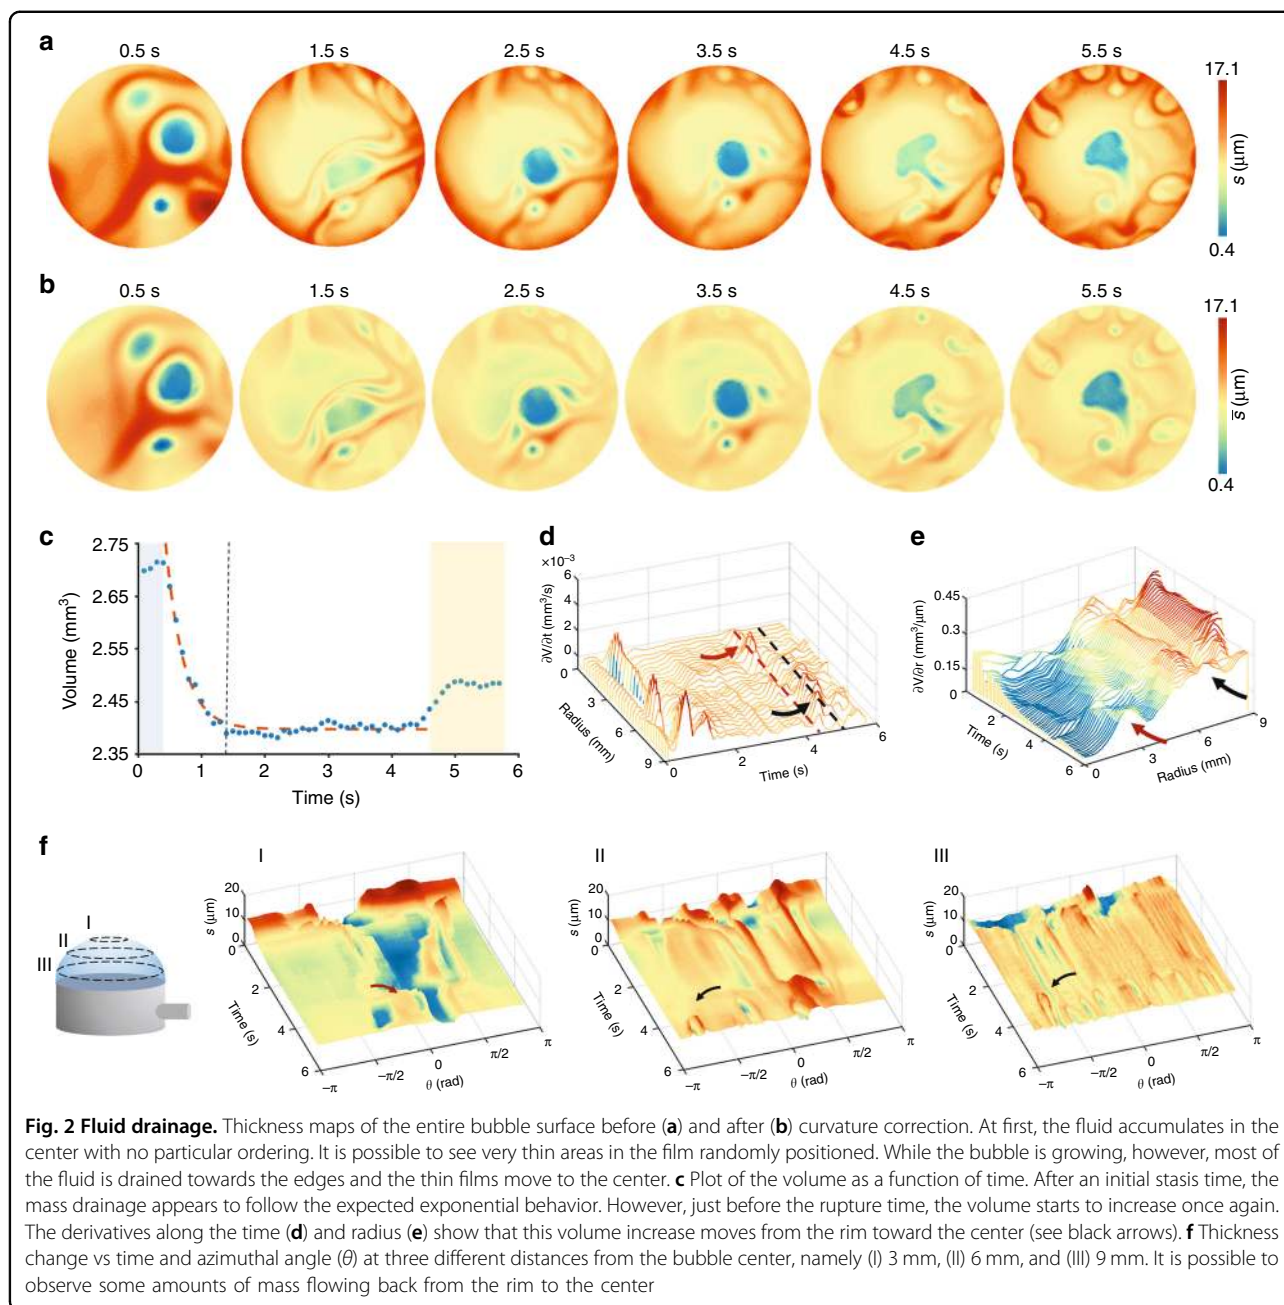 a
0.5 s 1.5 s 2.5 s 3.5 s 4.5 s 5.5 s
17.1
s (μm)
0.4
b
0.5 s 1.5 s 2.5 s 3.5 s 4.5 s 5.5 s
17.1
s̅ (μm)
0.4
c
2.75
2.65
2.55
2.45
2.35
Volume (mm³)
0 1 2 3 4 5 6
Time (s)
d
×10⁻³
6
4
2
0
∂V/∂t (mm³/s)
0
3
6
9
Radius (mm)
0 2 4 6
Time (s)
e
0.45
0.3
0.15
0
∂V/∂r (mm³/μm)
2
4
6
Time (s)
0 3 6 9
Radius (mm)
f
I
II
III
I
20
10
0
s (μm)
0
2
4
6
Time (s)
–π –π/2 0 π/2 π
θ (rad)
II
20
10
0
s (μm)
0
2
4
6
Time (s)
–π –π/2 0 π/2 π
θ (rad)
III
20
10
0
s (μm)
0
2
4
6
Time (s)
–π –π/2 0 π/2 π
θ (rad)
Fig. 2 Fluid drainage. Thickness maps of the entire bubble surface before (a) and after (b) curvature correction. At first, the fluid accumulates in the
center with no particular ordering. It is possible to see very thin areas in the film randomly positioned. While the bubble is growing, however, most of
the fluid is drained towards the edges and the thin films move to the center. c Plot of the volume as a function of time. After an initial stasis time, the
mass drainage appears to follow the expected exponential behavior. However, just before the rupture time, the volume starts to increase once again.
The derivatives along the time (d) and radius (e) show that this volume increase moves from the rim toward the center (see black arrows). f Thickness
change vs time and azimuthal angle (θ) at three different distances from the bubble center, namely (I) 3 mm, (II) 6 mm, and (III) 9 mm. It is possible to
observe some amounts of mass flowing back from the rim to the center